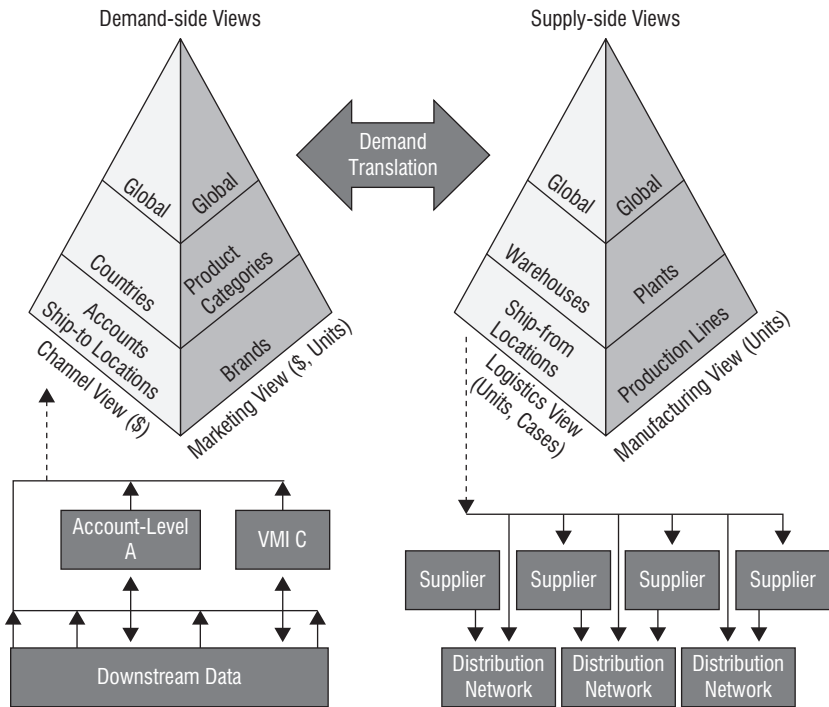 Demand-side Views
Supply-side Views
Demand
Translation
Global
Global
Countries
Product
Categories
Accounts
Ship-to Locations
Brands
Channel View ($)
Marketing View ($, Units)
Global
Global
Warehouses
Plants
Ship-from
Locations
Production Lines
Logistics View
(Units, Cases)
Manufacturing View (Units)
Account-Level
A
VMI C
Downstream Data
Supplier
Supplier
Supplier
Supplier
Distribution
Network
Distribution
Network
Distribution
Network